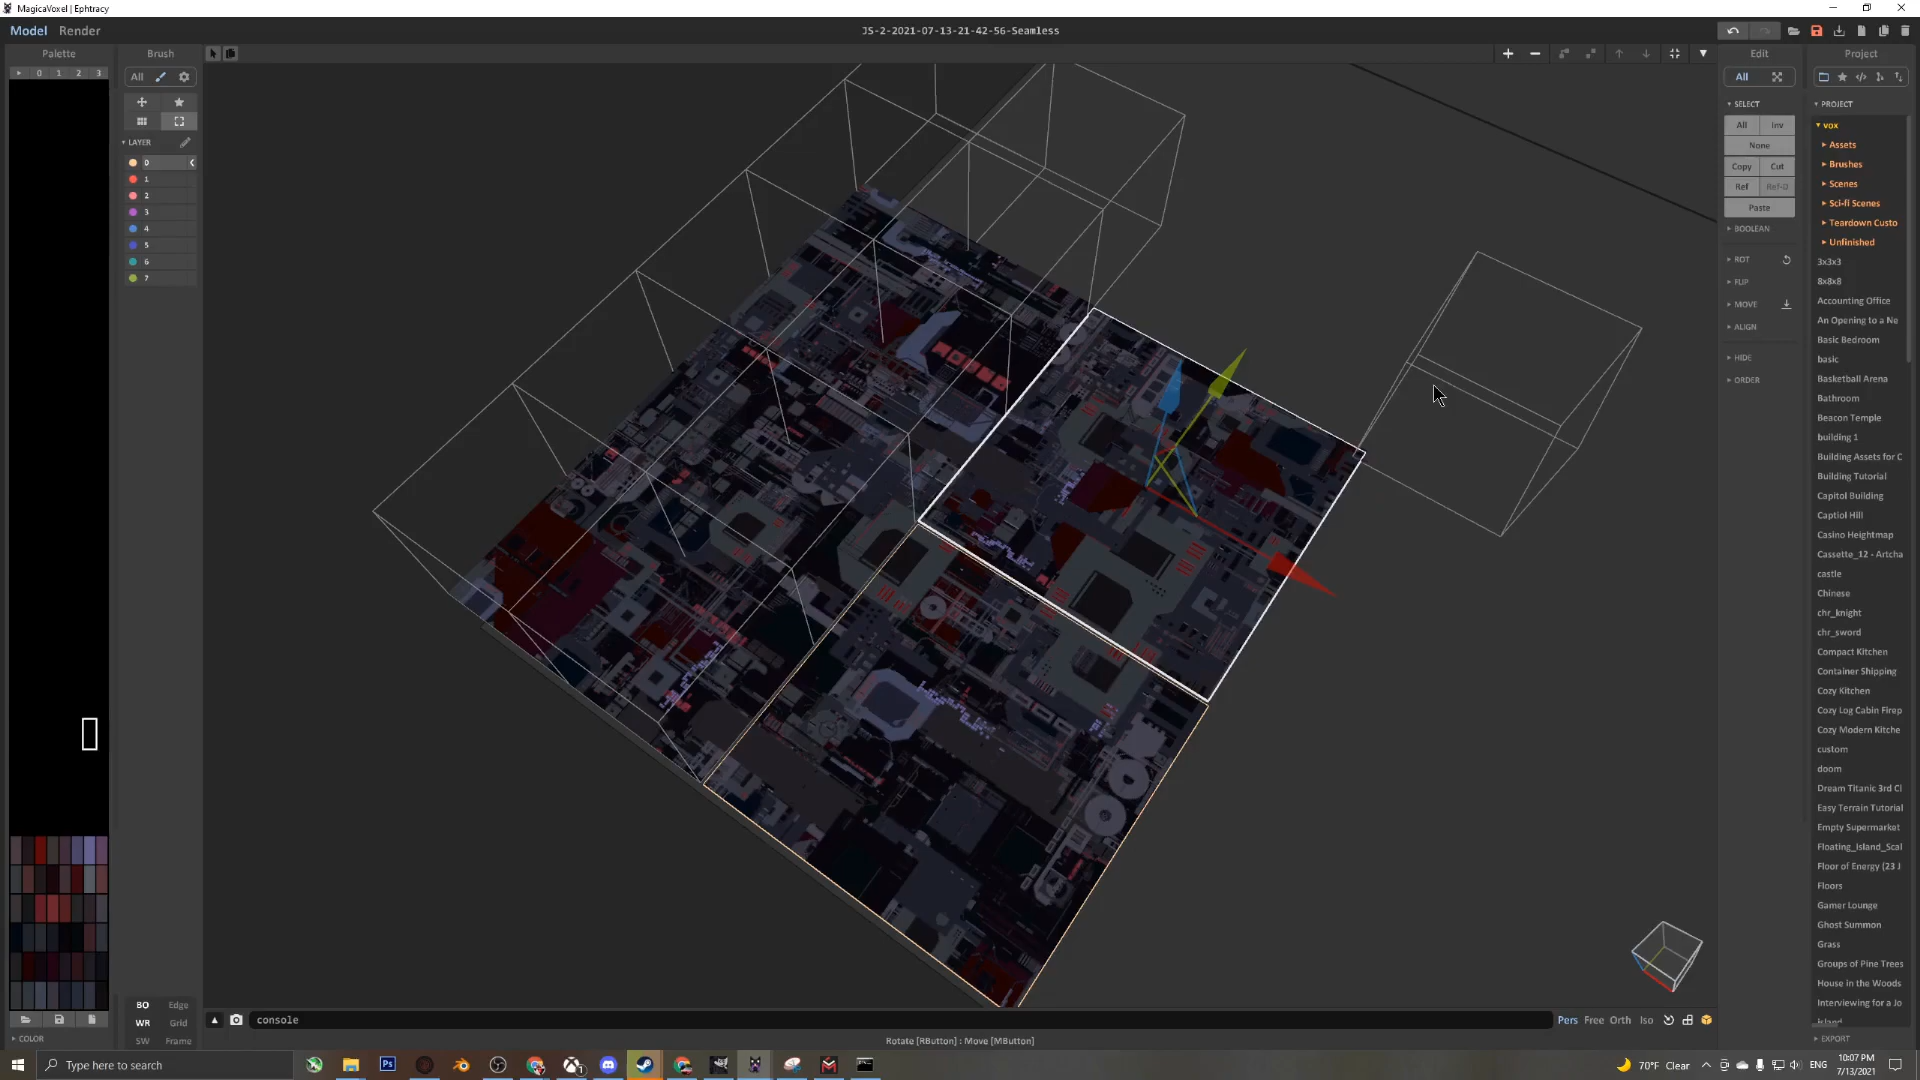 MagicaVoxel | Ephtracy
Model Render
JS-2-2021-07-13-21-42-56-Seamless
Palette
Brush
Edit
Project
0 1 2 3
All
LAYER
0
1
2
3
4
5
6
7
All
SELECT
All Inv
None
Copy Cut
Ref Ref-D
Paste
BOOLEAN
ROT
FLIP
MOVE
ALIGN
HIDE
ORDER
PROJECT
vox
Assets
Brushes
Scenes
Sci-fi Scenes
Teardown Custo
Unfinished
3x3x3
8x8x8
Accounting Office
An Opening to a Ne
Basic Bedroom
basic
Basketball Arena
Bathroom
Beacon Temple
building 1
Building Assets for C
Building Tutorial
Capitol Building
Captiol Hill
Casino Heightmap
Cassette_12 - Artcha
castle
Chinese
chr_knight
chr_sword
Compact Kitchen
Container Shipping
Cozy Kitchen
Cozy Log Cabin Firep
Cozy Modern Kitche
custom
doom
Dream Titanic 3rd Cl
Easy Terrain Tutorial
Empty Supermarket
Floating_Island_Scal
Floor of Energy (23 J
Floors
Gamer Lounge
Ghost Summon
Grass
Groups of Pine Trees
House in the Woods
Interviewing for a Jo
Island
EXPORT
BO Edge
WR Grid
SW Frame
COLOR
console
Pers Free Orth Iso
Rotate [RButton] : Move [MButton]
Type here to search
70°F Clear
ENG
10:07 PM
7/13/2021